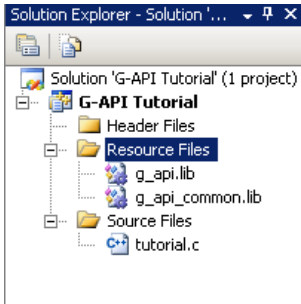 Solution Explorer - Solution '...
Solution 'G-API Tutorial' (1 project)
G-API Tutorial
Header Files
Resource Files
g_api.lib
g_api_common.lib
Source Files
tutorial.c